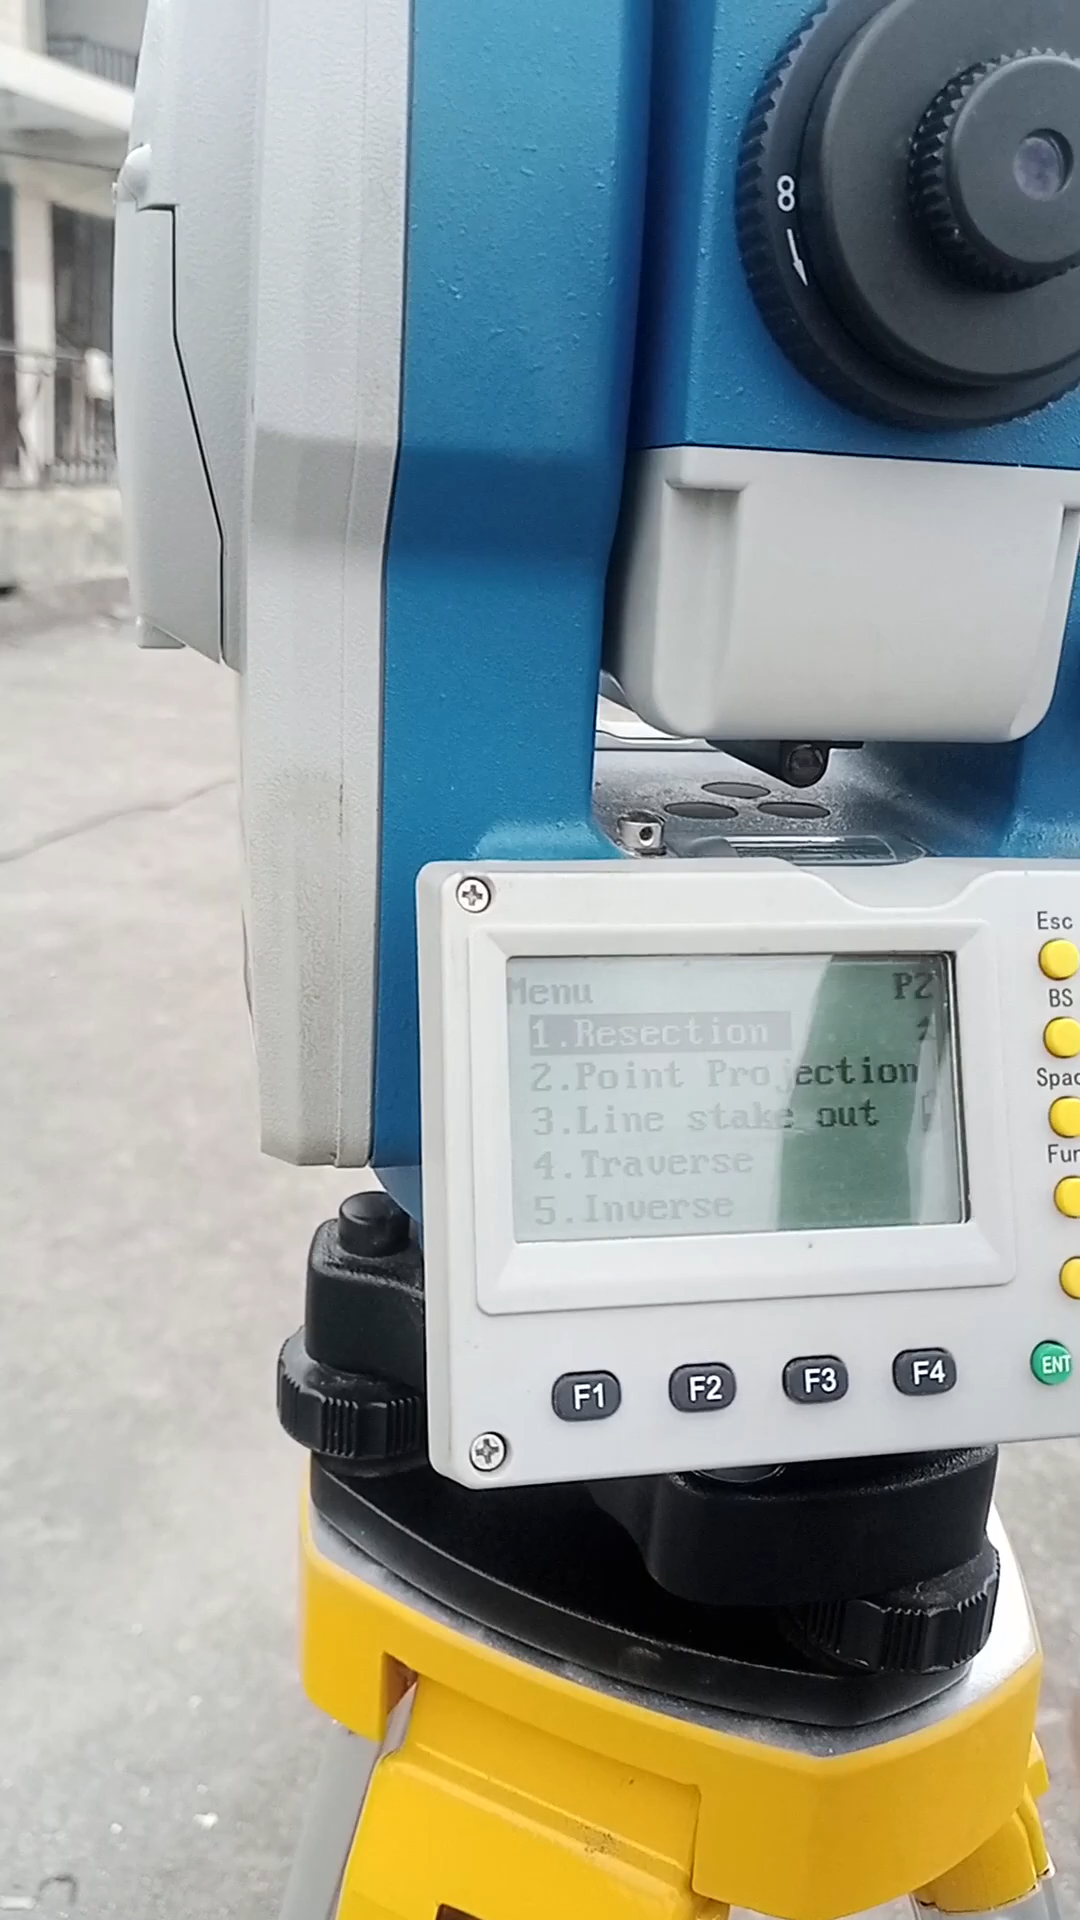 ∞
Menu P2
1.Resection
2.Point Projection
3.Line stake out
4.Traverse
5.Inverse
Esc
BS
F1 F2 F3 F4
ENT